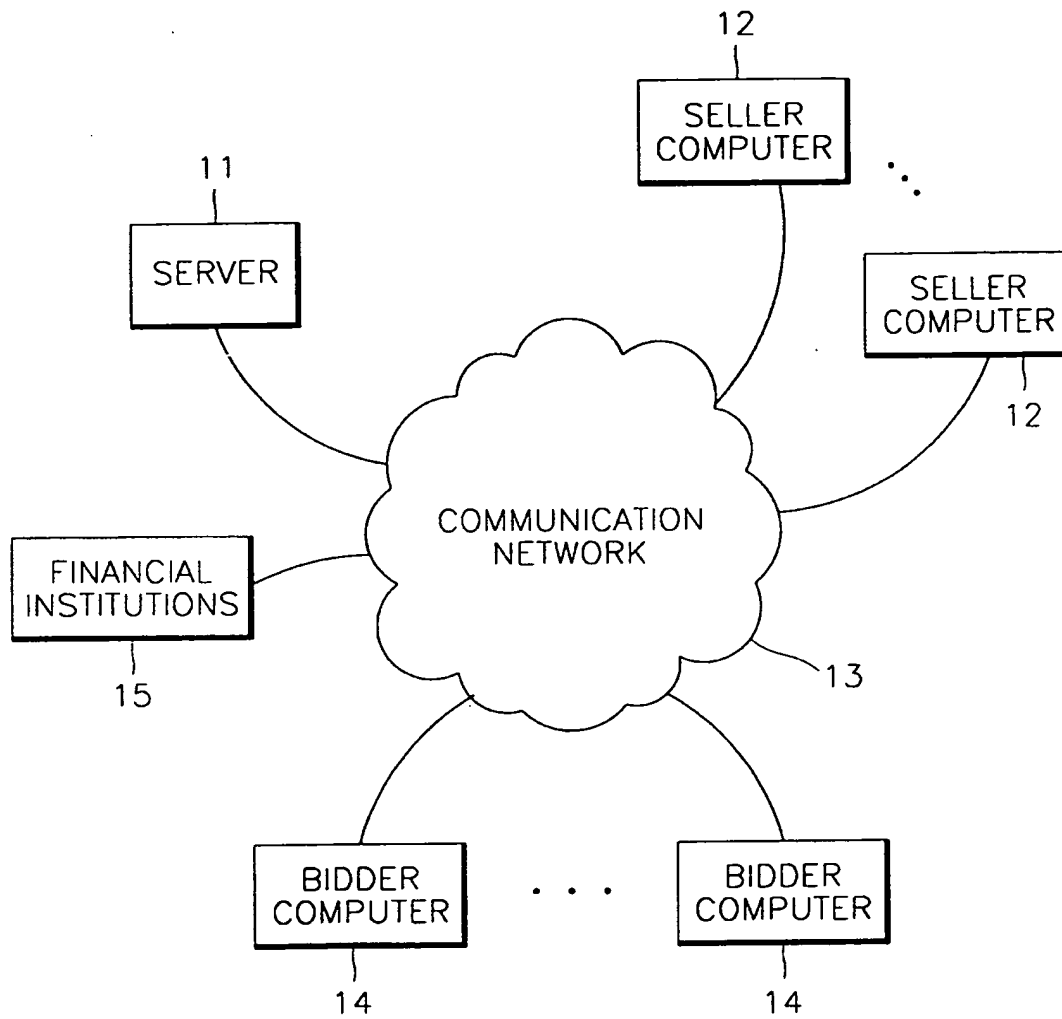 12
SELLER
COMPUTER
11
SERVER
SELLER
COMPUTER
12
COMMUNICATION
NETWORK
FINANCIAL
INSTITUTIONS
15
13
BIDDER
COMPUTER
14
BIDDER
COMPUTER
14